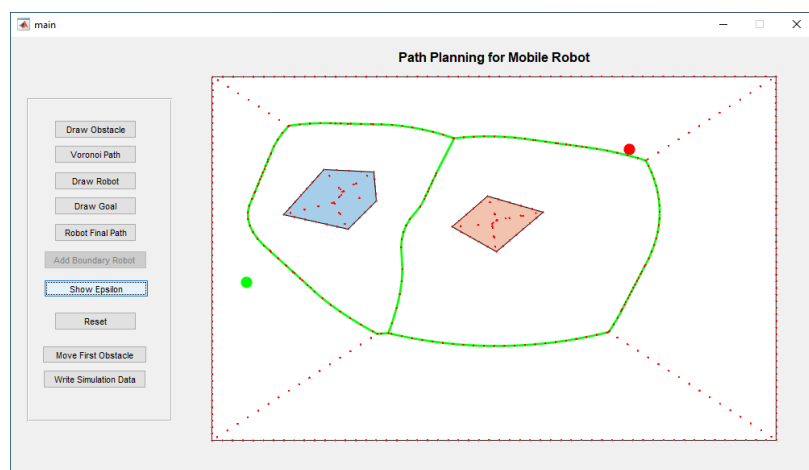 main
Path Planning for Mobile Robot
Draw Obstacle
Voronoi Path
Draw Robot
Draw Goal
Robot Final Path
Add Boundary Robot
Show Epsilon
Reset
Move First Obstacle
Write Simulation Data